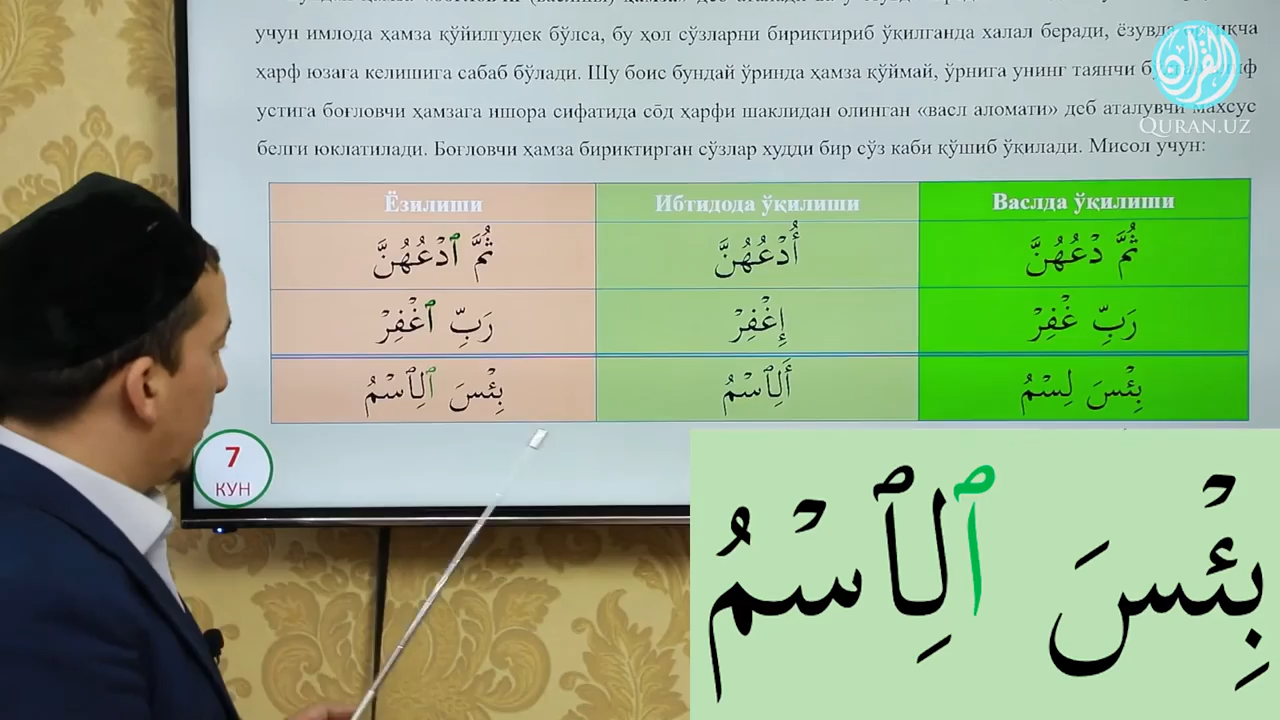 учун имлода ҳамза қўйилгудек бўлса, бу ҳол сўзларни бириктириб ўқилганда халал беради, ёзувда
ҳарф юзага келишига сабаб бўлади. Шу боис бундай ўринда ҳамза қўймай, ўрнига унинг таянчи
устига боғловчи ҳамзага ишора сифатида сōд ҳарфи шаклидан олинган «васл аломати» деб аталувчи махсус
белги юклатилади. Боғловчи ҳамза бириктирган сўзлар худди бир сўз каби қўшиб ўқилади. Мисол учун:
القرآن
QURAN.UZ
Ёзилиши Ибтидода ўқилиши Васлда ўқилиши
ثُمَّ ٱدْعُهُنَّ أُدْعُهُنَّ ثُمَّ دْعُهُنَّ
رَبِّ ٱغْفِرْ إِغْفِرْ رَبِّ غْفِرْ
بِئْسَ ٱلِٱسْمُ أَلِٱسْمُ بِئْسَ لِسْمُ
7
КУН
بِئْسَ ٱلِٱسْمُ